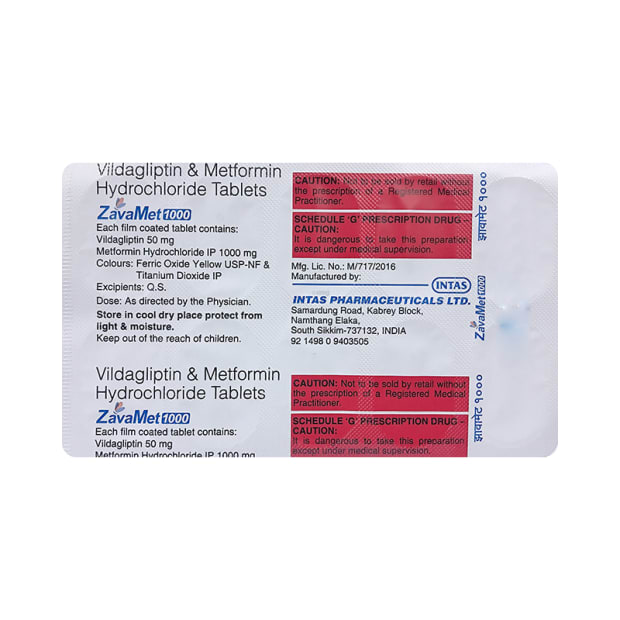 Vildagliptin & Metformin
Hydrochloride Tablets
ZavaMet1000
Each film coated tablet contains:
Vildagliptin 50 mg
Metformin Hydrochloride IP 1000 mg
Colours: Ferric Oxide Yellow USP-NF &
Titanium Dioxide IP
Excipients: Q.S.
Dose: As directed by the Physician.
Store in cool dry place protect from
light & moisture.
Keep out of the reach of children.
CAUTION: Not to be sold by retail without
the prescription of a Registered Medical
Practitioner.
SCHEDULE 'G' PRESCRIPTION DRUG -
CAUTION:
It is dangerous to take this preparation
except under medical supervision.
Mfg. Lic. No.: M/717/2016
Manufactured by:
INTAS
INTAS PHARMACEUTICALS LTD.
Samardung Road, Kabrey Block,
Namthang Elaka,
South Sikkim-737132, INDIA
92 1498 0 9403505
झावामेट १०००
ZavaMet1000
Vildagliptin & Metformin
Hydrochloride Tablets
ZavaMet1000
Each film coated tablet contains:
Vildagliptin 50 mg
Metformin Hydrochloride IP 1000 mg
CAUTION: Not to be sold by retail without
the prescription of a Registered Medical
Practitioner.
SCHEDULE 'G' PRESCRIPTION DRUG -
CAUTION:
It is dangerous to take this preparation
except under medical supervision.
झावामेट १०००